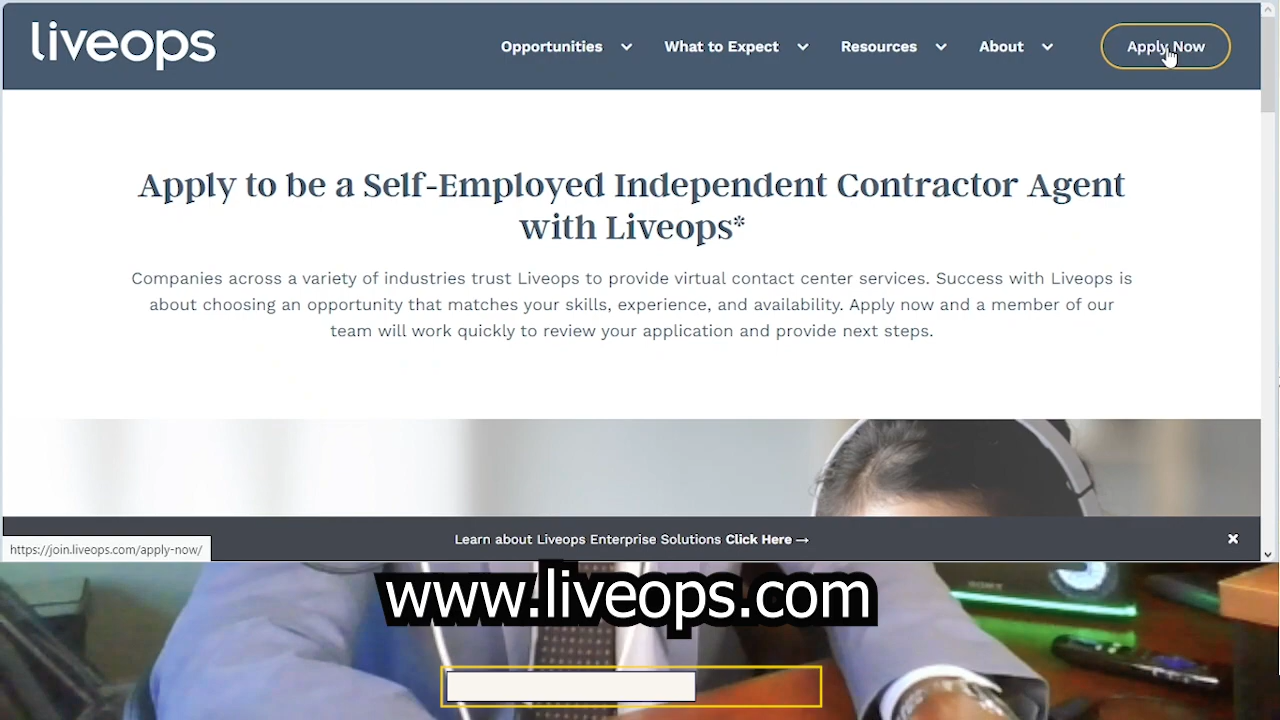 liveops
Opportunities What to Expect Resources About Apply Now
Apply to be a Self-Employed Independent Contractor Agent
with Liveops*
Companies across a variety of industries trust Liveops to provide virtual contact center services. Success with Liveops is
about choosing an opportunity that matches your skills, experience, and availability. Apply now and a member of our
team will work quickly to review your application and provide next steps.
Learn about Liveops Enterprise Solutions Click Here →
https://join.liveops.com/apply-now/
www.liveops.com
SONY